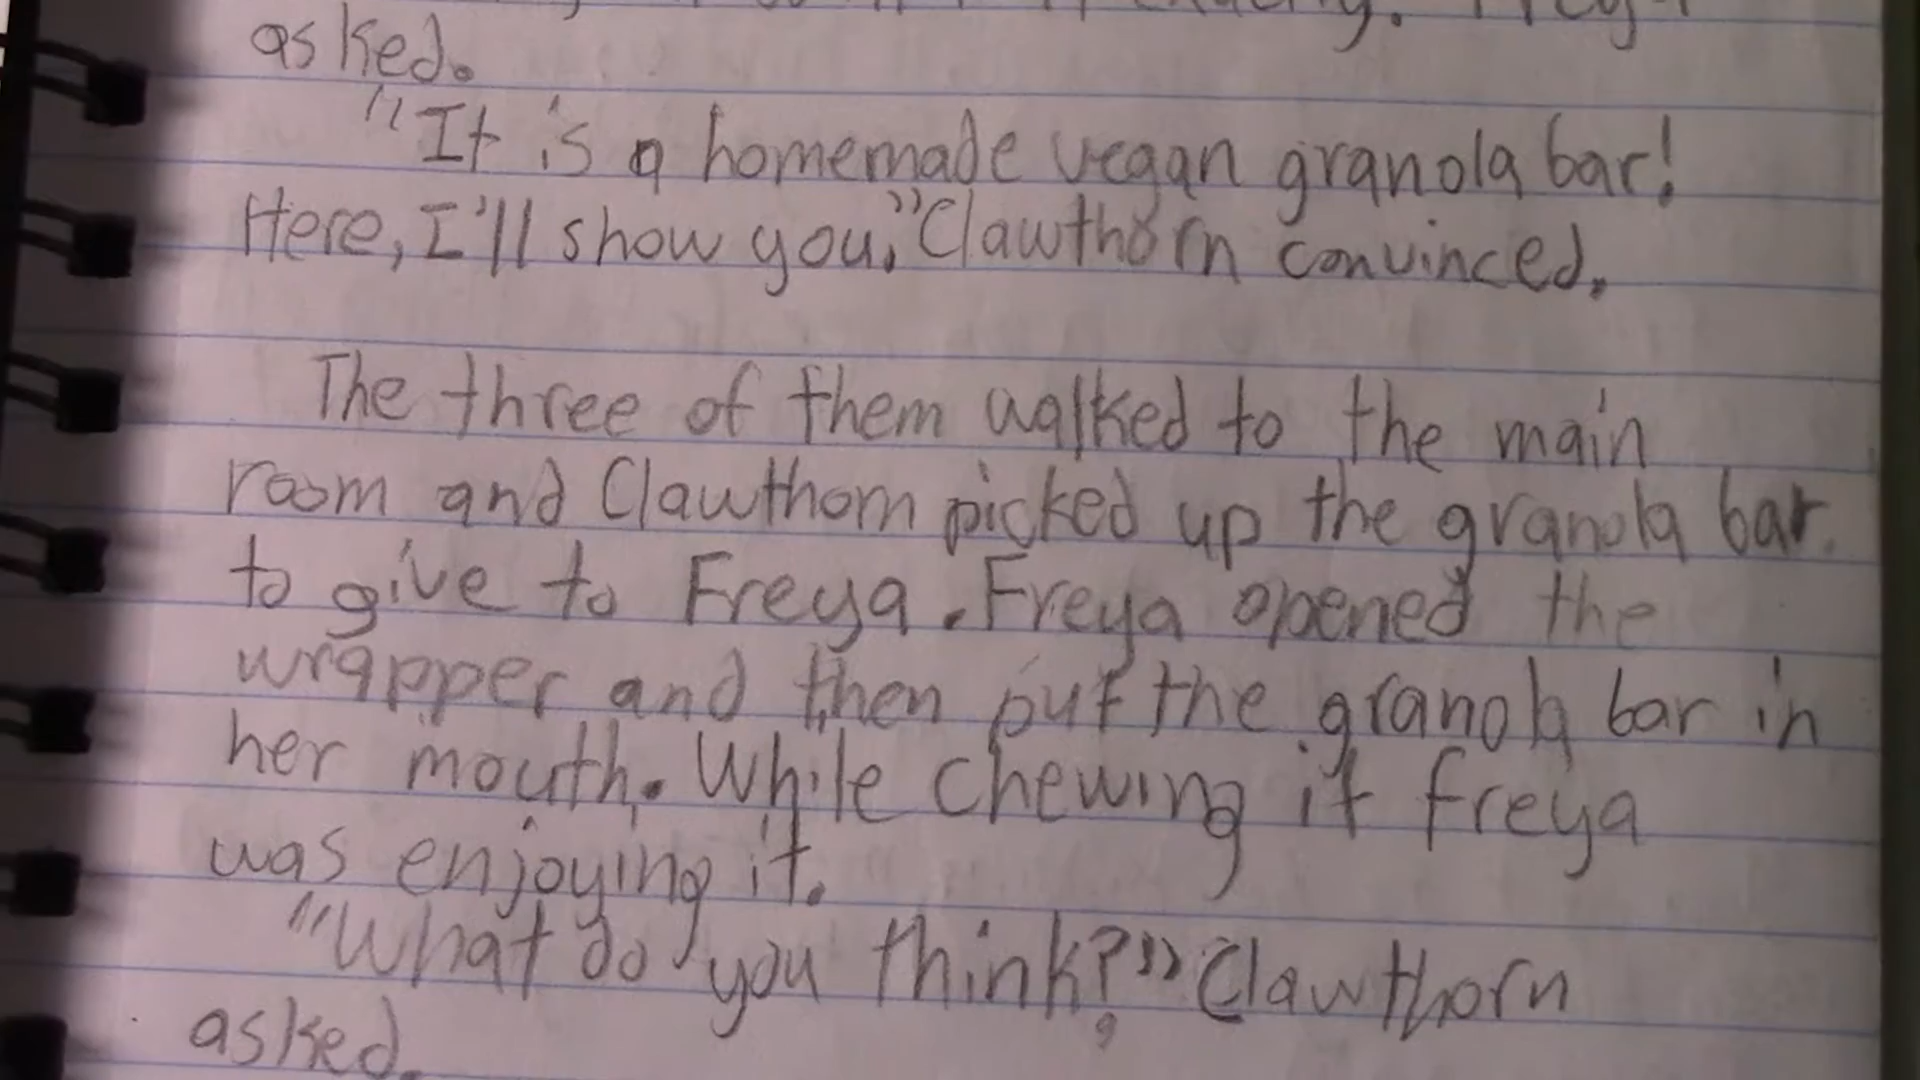 asked.
"It is a homemade vegan granola bar!
Here, I'll show you," Clawthorn convinced.
The three of them walked to the main
room and Clawthorn picked up the granola bar
to give to Freya. Freya opened the
wrapper and then put the granola bar in
her mouth. While chewing it freya
was enjoying it.
"What do you think?" Clawthorn
asked.